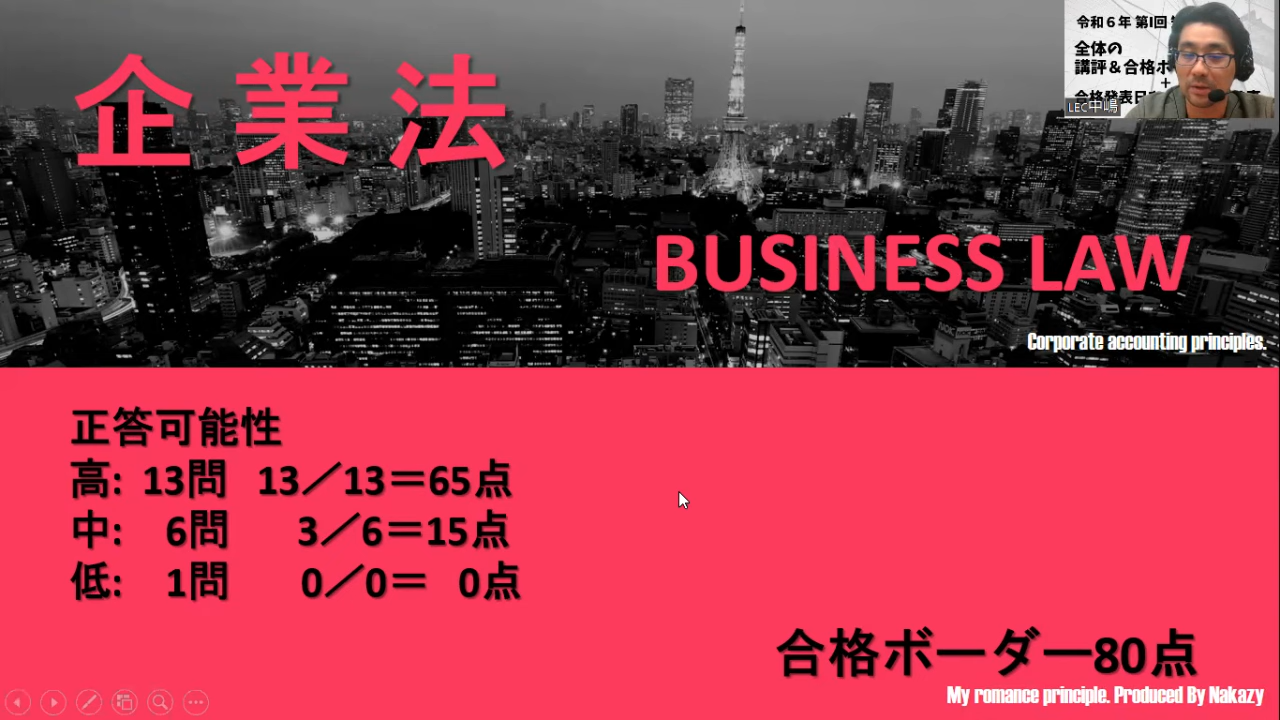 企業法
BUSINESS LAW
Corporate accounting principles.
令和６年 第Ⅰ回
全体の
講評＆合格ボ
＋
合格発表日
LEC中嶋
正答可能性
高: 13問 13／13＝65点
中: 6問 3／6＝15点
低: 1問 0／0＝ 0点
合格ボーダー80点
My romance principle. Produced By Nakazy